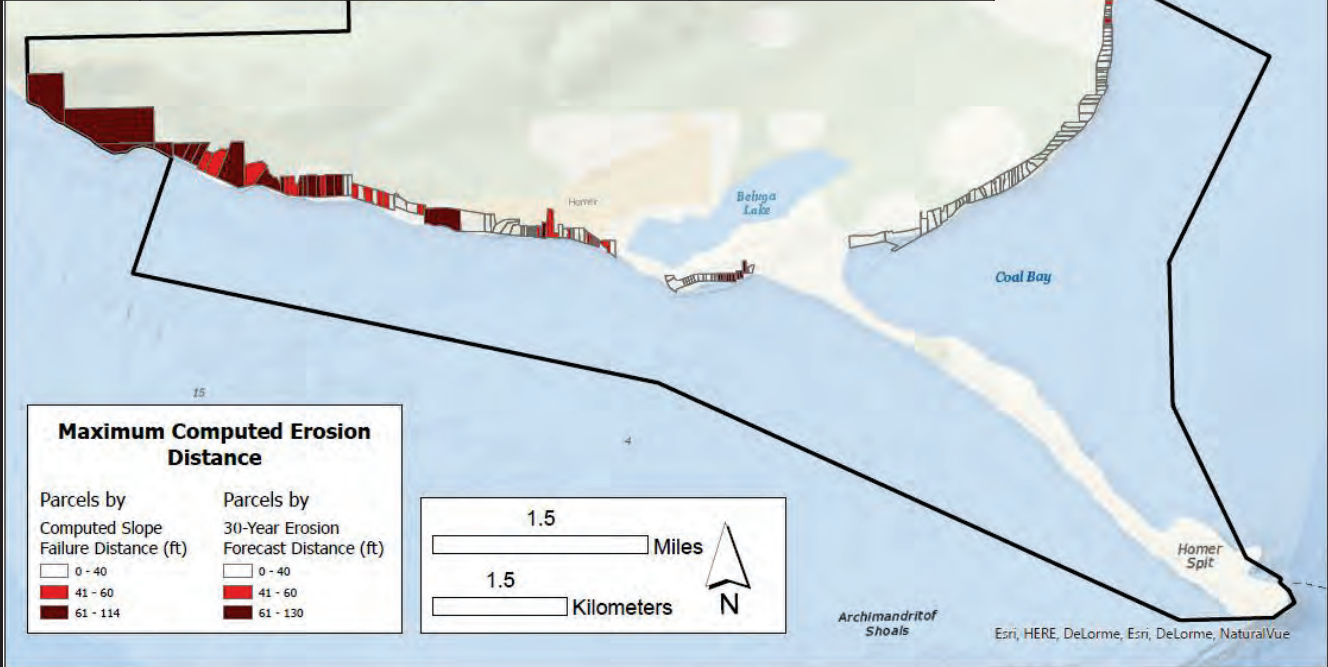 Homer
Beluga
Lake
Coal Bay
15
4
Maximum Computed Erosion
Distance
Parcels by
Computed Slope
Failure Distance (ft)
0 - 40
41 - 60
61 - 114
Parcels by
30-Year Erosion
Forecast Distance (ft)
0 - 40
41 - 60
61 - 130
1.5
Miles
1.5
Kilometers
N
Homer
Spit
Archimandritof
Shoals
Esri, HERE, DeLorme, Esri, DeLorme, NaturalVue